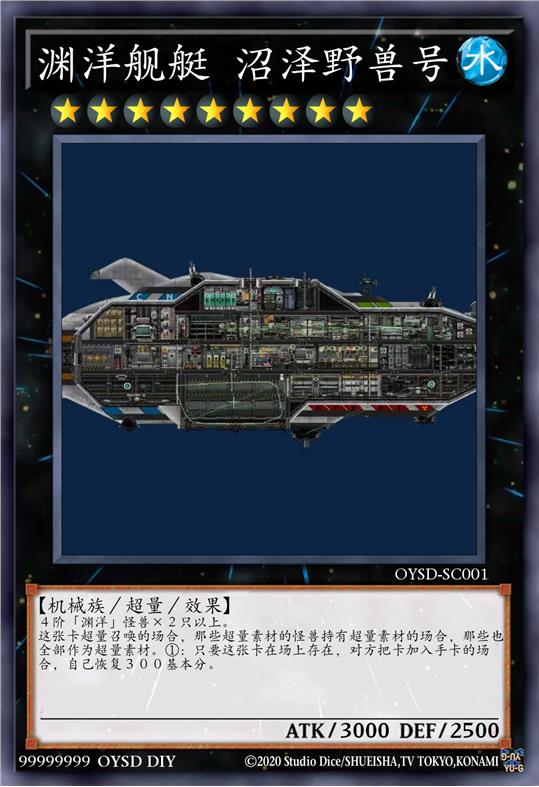 渊洋舰艇 沼泽野兽号
水
C N
OYSD-SC001
【机械族／超量／效果】
４阶「渊洋」怪兽×２只以上。
这张卡超量召唤的场合，那些超量素材的怪兽持有超量素材的场合，那些也
全部作为超量素材。①：只要这张卡在场上存在，对方把卡加入手卡的场
合，自己恢复３００基本分。
ATK/3000 DEF/2500
99999999 OYSD DIY
©2020 Studio Dice/SHUEISHA,TV TOKYO,KONAMI